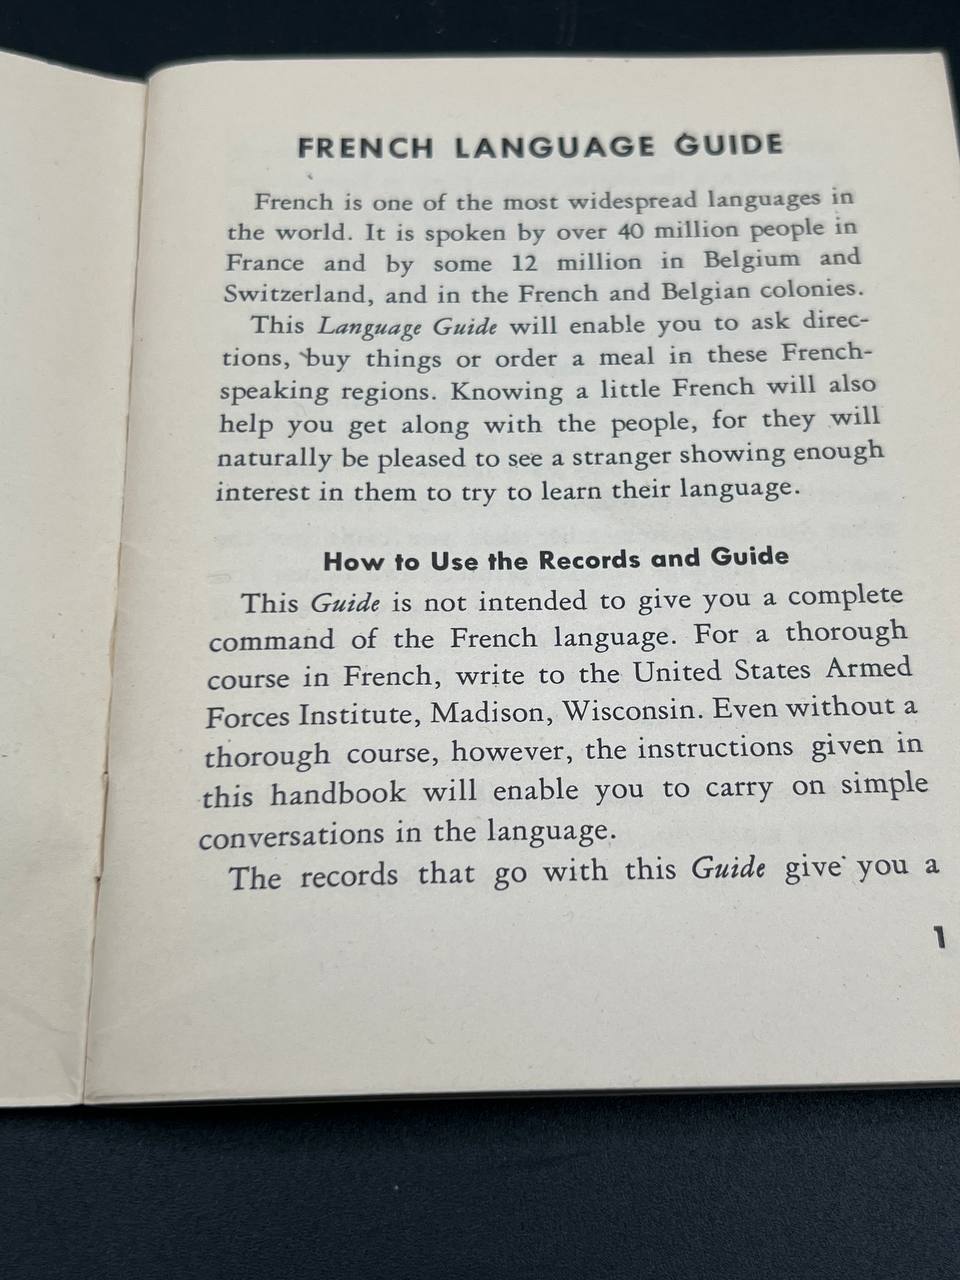 FRENCH LANGUAGE GUIDE
French is one of the most widespread languages in
the world. It is spoken by over 40 million people in
France and by some 12 million in Belgium and
Switzerland, and in the French and Belgian colonies.
This Language Guide will enable you to ask direc-
tions, buy things or order a meal in these French-
speaking regions. Knowing a little French will also
help you get along with the people, for they will
naturally be pleased to see a stranger showing enough
interest in them to try to learn their language.
How to Use the Records and Guide
This Guide is not intended to give you a complete
command of the French language. For a thorough
course in French, write to the United States Armed
Forces Institute, Madison, Wisconsin. Even without a
thorough course, however, the instructions given in
this handbook will enable you to carry on simple
conversations in the language.
The records that go with this Guide give you a
1